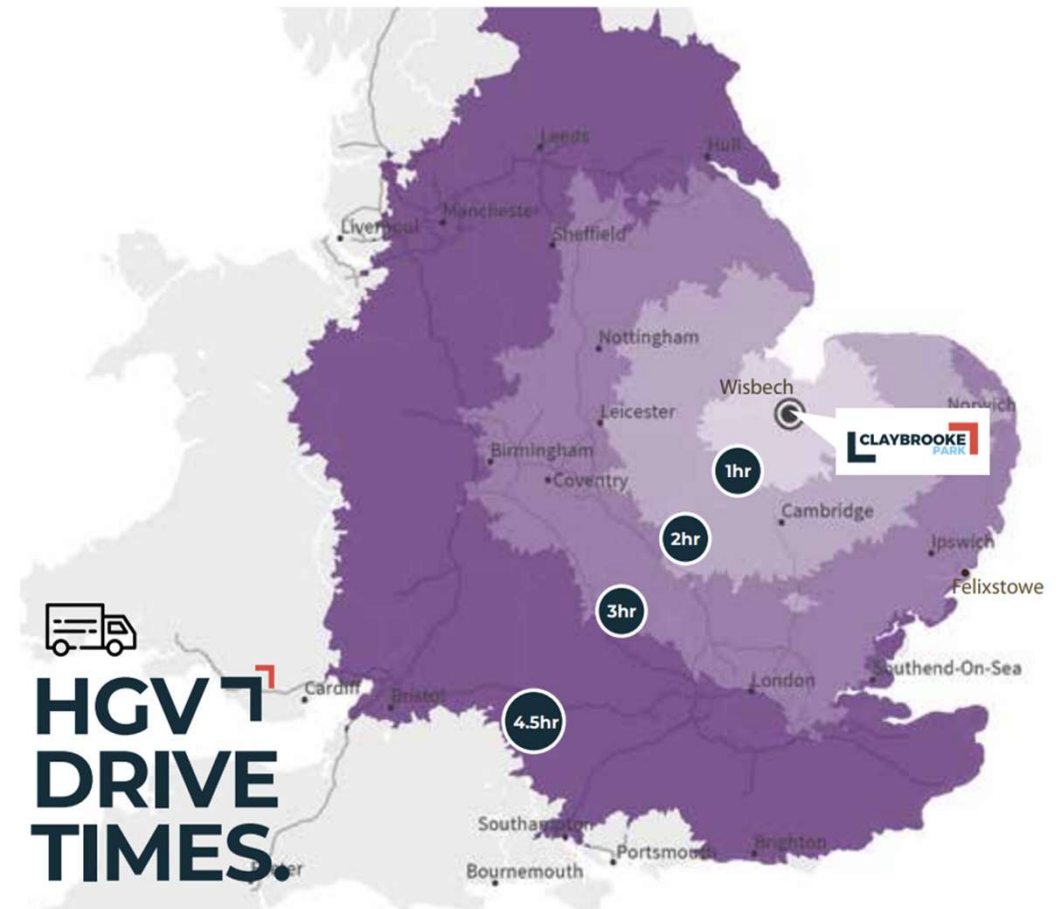 Leeds
Hull
Manchester
Liverpool
Sheffield
Nottingham
Wisbech
Norwich
Leicester
CLAYBROOKE
PARK
Birmingham
1hr
Coventry
Cambridge
2hr
Ipswich
Felixstowe
3hr
HGV
DRIVE
TIMES.
Southend-On-Sea
London
Cardiff
Bristol
4.5hr
Southampton
Brighton
Portsmouth
Bournemouth